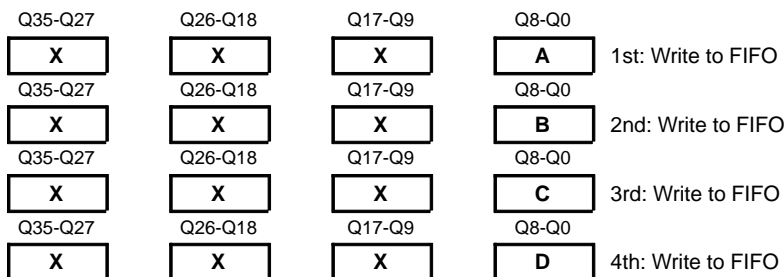 Q35-Q27 Q26-Q18 Q17-Q9 Q8-Q0
X X X A 1st: Write to FIFO
Q35-Q27 Q26-Q18 Q17-Q9 Q8-Q0
X X X B 2nd: Write to FIFO
Q35-Q27 Q26-Q18 Q17-Q9 Q8-Q0
X X X C 3rd: Write to FIFO
Q35-Q27 Q26-Q18 Q17-Q9 Q8-Q0
X X X D 4th: Write to FIFO